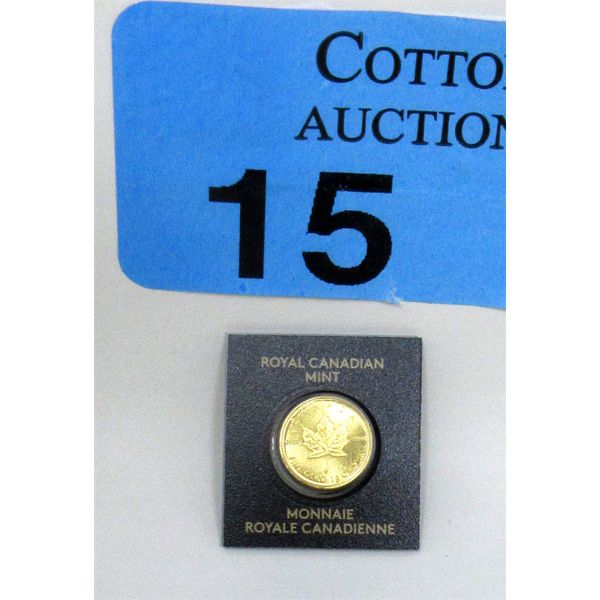 COTTO
AUCTION
15
ROYAL CANADIAN
MINT
MONNAIE
ROYALE CANADIENNE